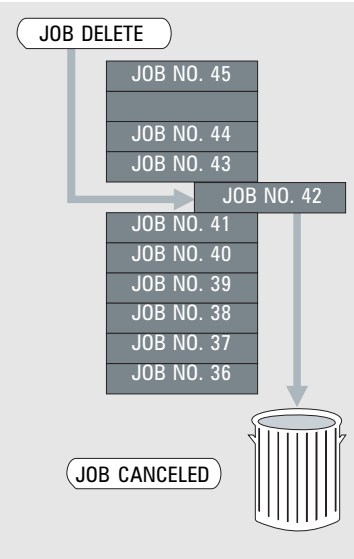 JOB DELETE
JOB NO. 45
JOB NO. 44
JOB NO. 43
JOB NO. 42
JOB NO. 41
JOB NO. 40
JOB NO. 39
JOB NO. 38
JOB NO. 37
JOB NO. 36
JOB CANCELED